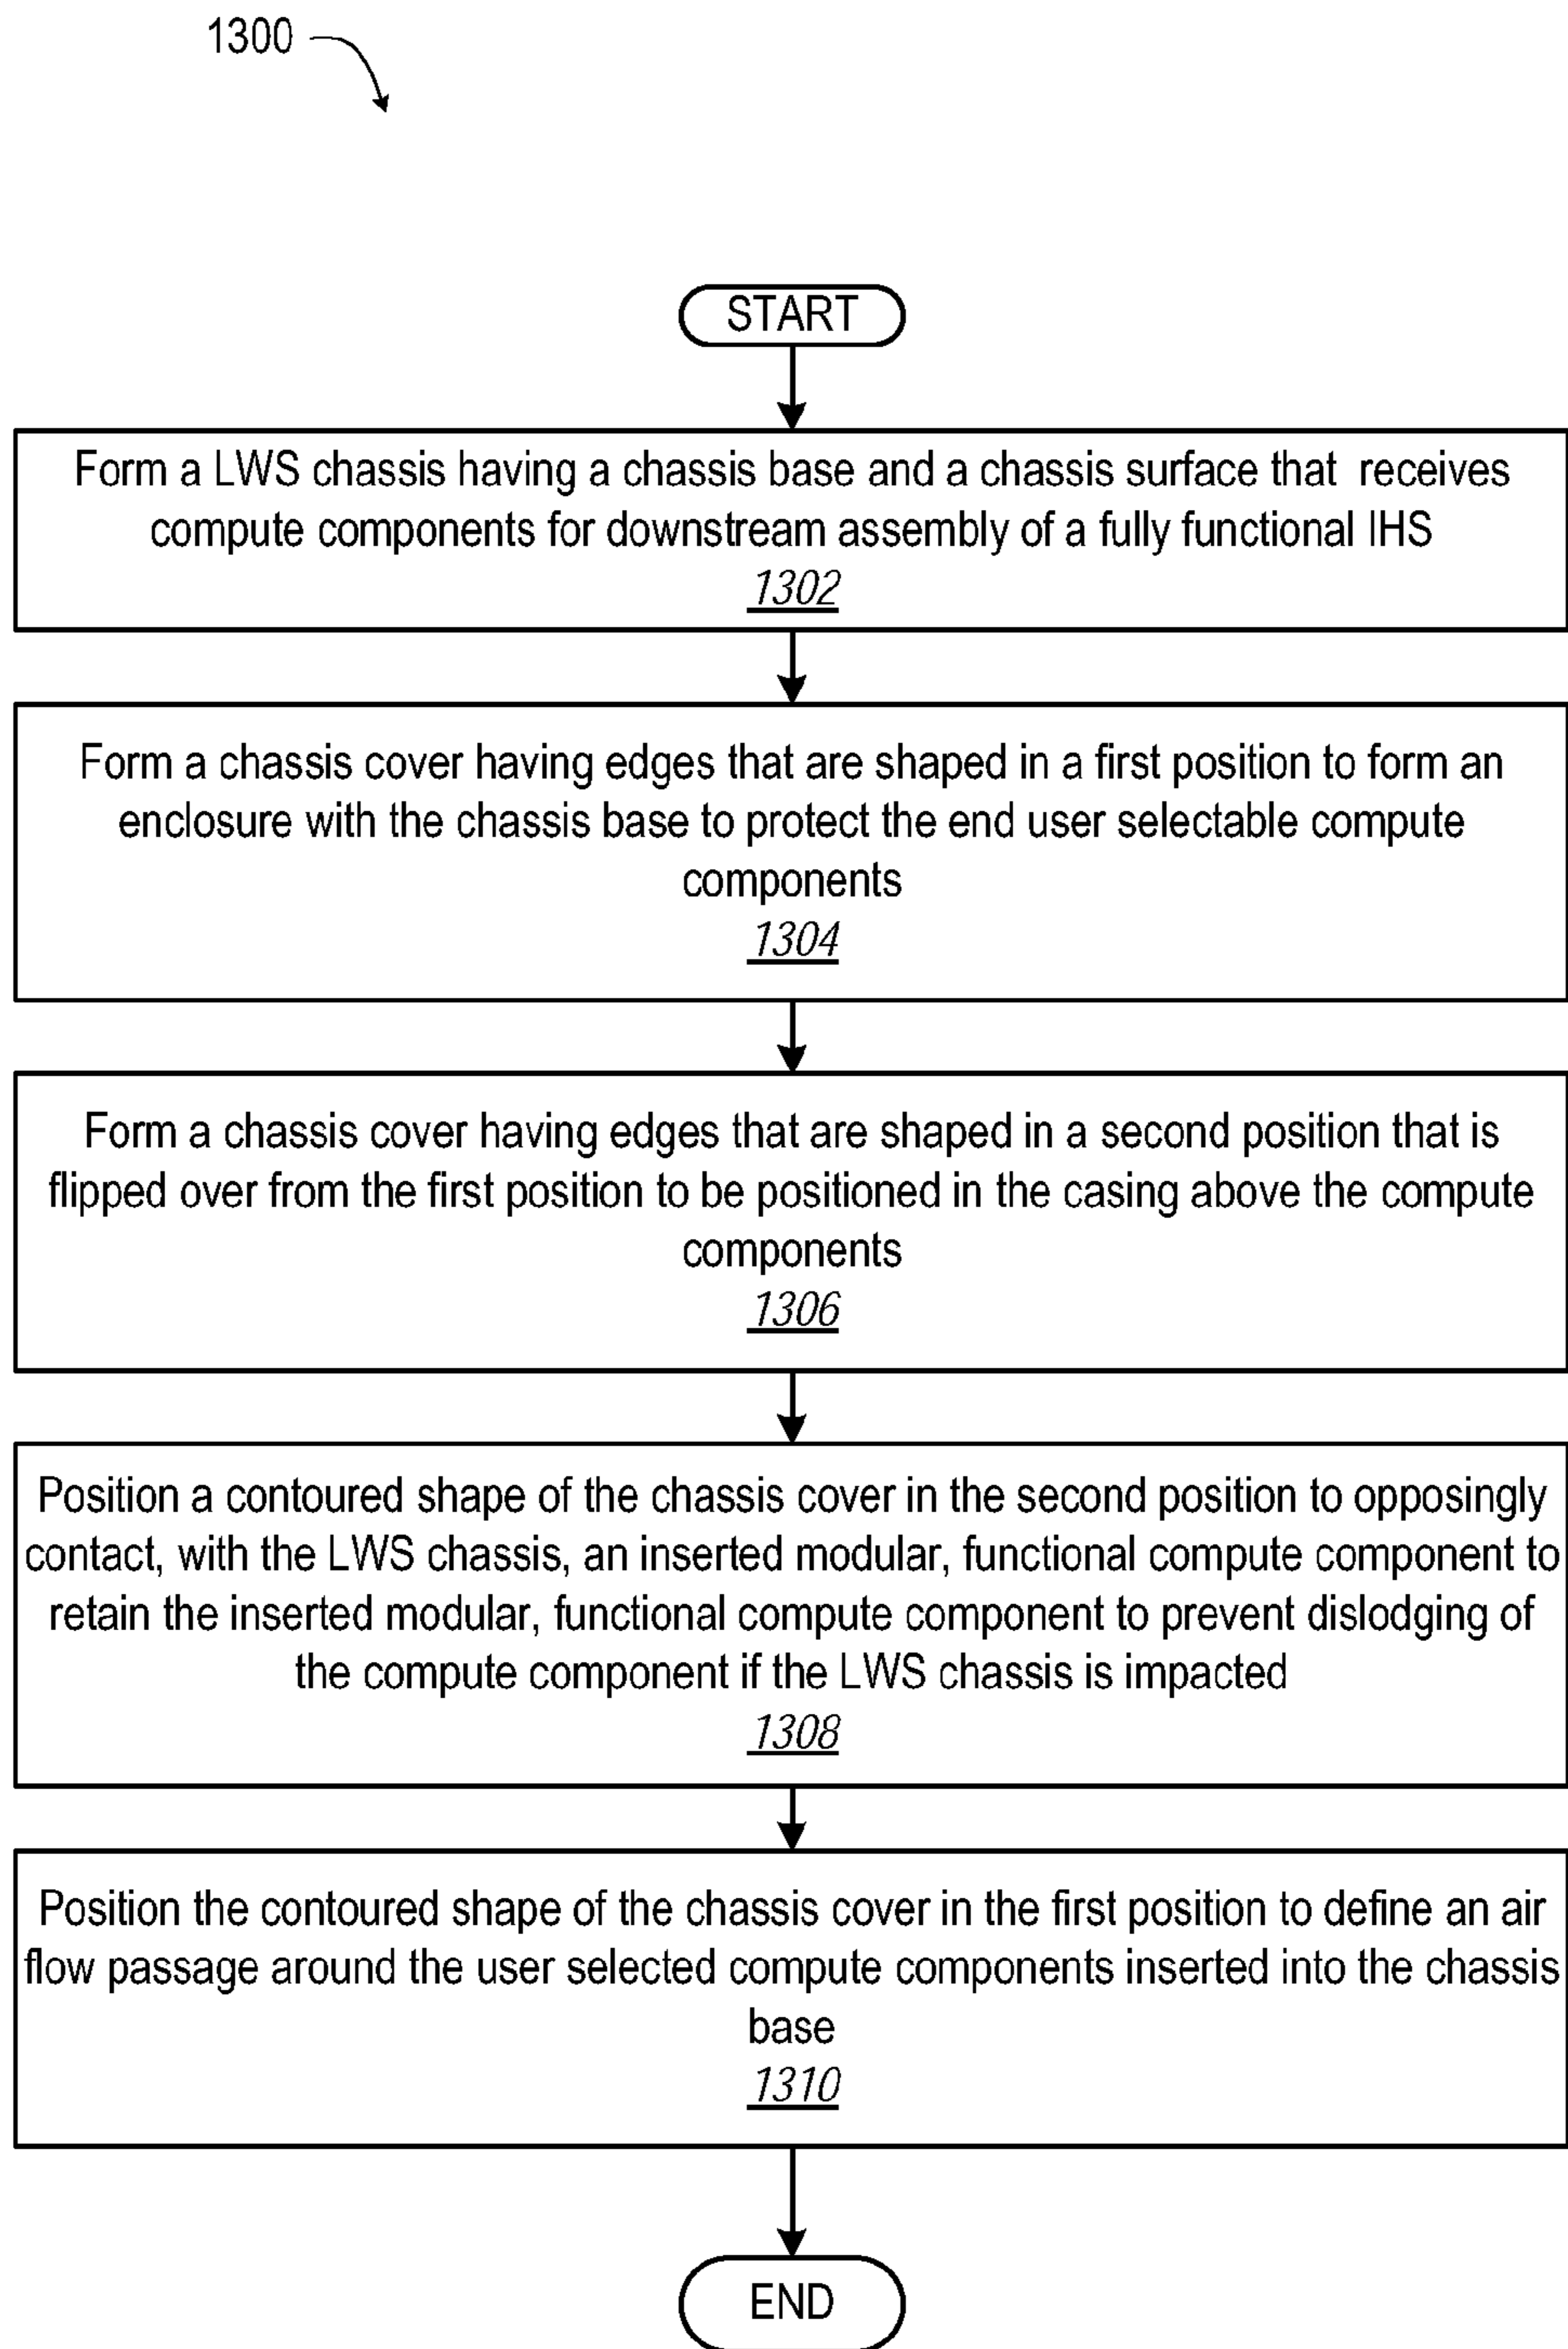 1300
START
Form a LWS chassis having a chassis base and a chassis surface that receives
compute components for downstream assembly of a fully functional IHS
1302
Form a chassis cover having edges that are shaped in a first position to form an
enclosure with the chassis base to protect the end user selectable compute
components
1304
Form a chassis cover having edges that are shaped in a second position that is
flipped over from the first position to be positioned in the casing above the compute
components
1306
Position a contoured shape of the chassis cover in the second position to opposingly
contact, with the LWS chassis, an inserted modular, functional compute component to
retain the inserted modular, functional compute component to prevent dislodging of
the compute component if the LWS chassis is impacted
1308
Position the contoured shape of the chassis cover in the first position to define an air
flow passage around the user selected compute components inserted into the chassis
base
1310
END